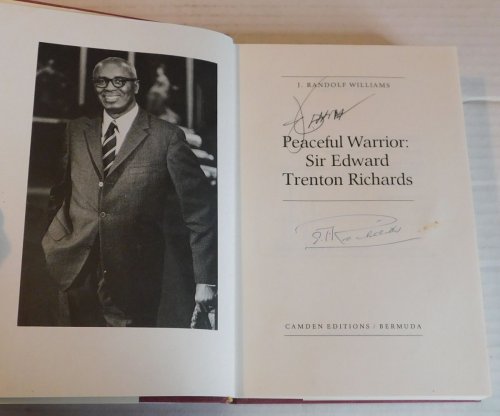 J. RANDOLF WILLIAMS
Peaceful Warrior:
Sir Edward
Trenton Richards
CAMDEN EDITIONS / BERMUDA